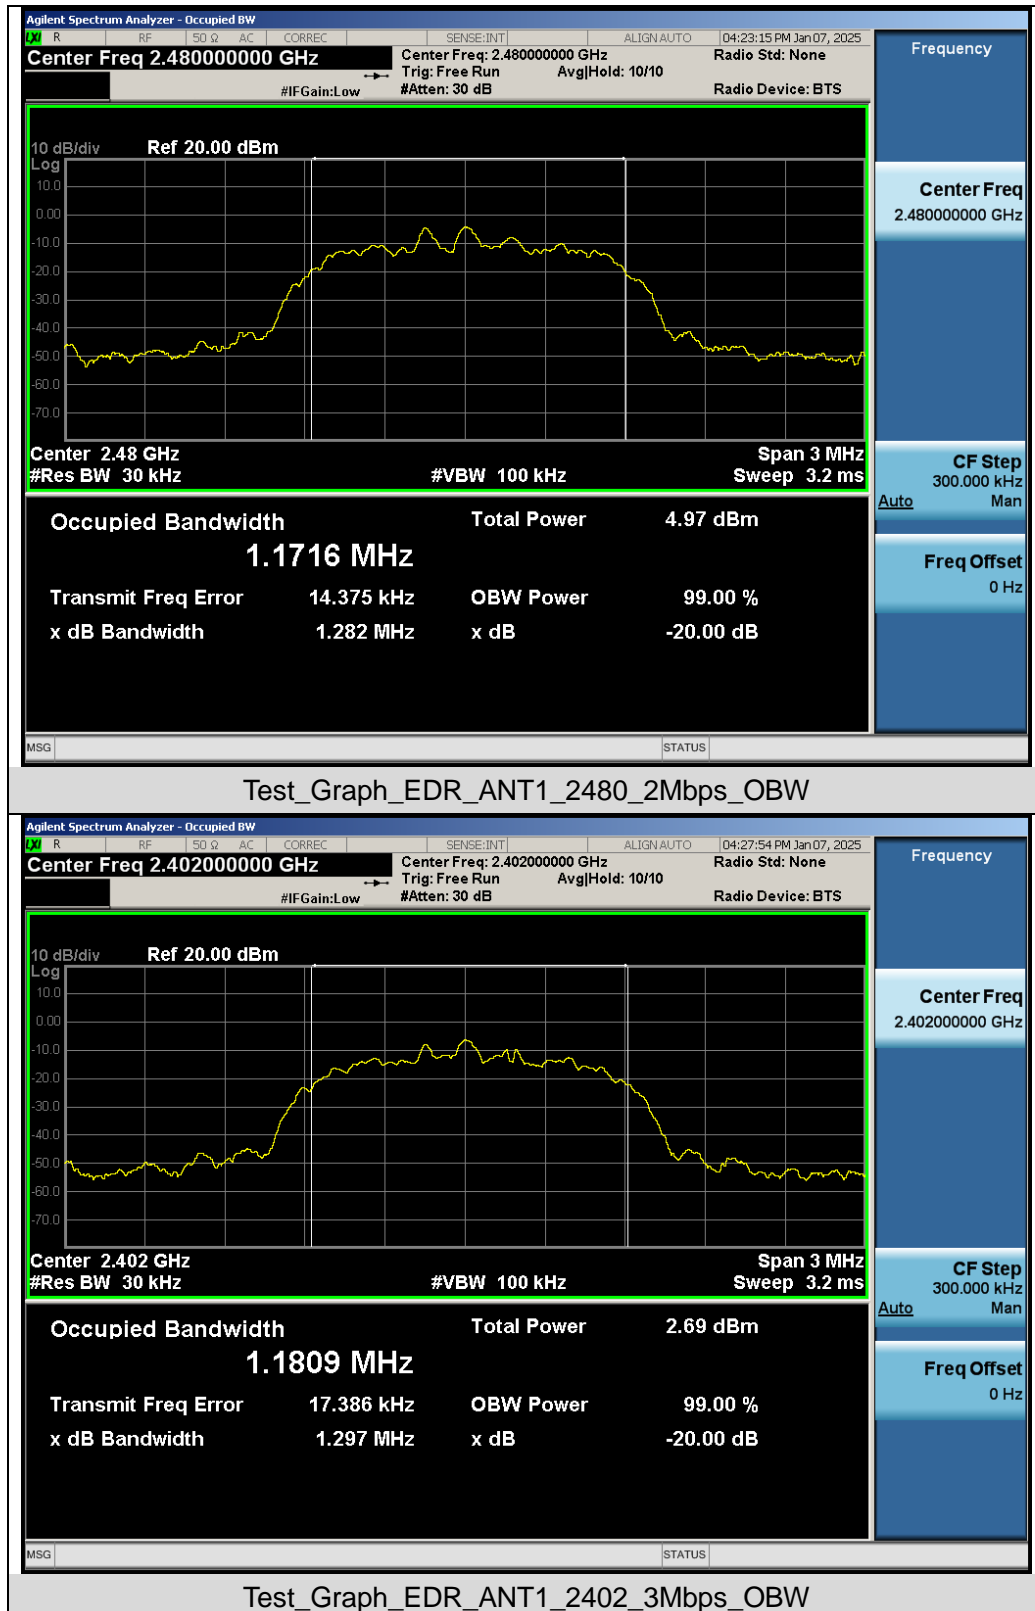 Agilent Spectrum Analyzer - Occupied BW
LXI R RF 50 Ω AC CORREC SENSE:INT ALIGN AUTO 04:23:15 PM Jan 07, 2025
Center Freq 2.480000000 GHz Center Freq: 2.480000000 GHz Radio Std: None
Trig: Free Run Avg|Hold: 10/10
#IFGain:Low #Atten: 30 dB Radio Device: BTS
Frequency
10 dB/div Ref 20.00 dBm
Log
10.0
0.00
-10.0
-20.0
-30.0
-40.0
-50.0
-60.0
-70.0
Center 2.48 GHz Span 3 MHz
#Res BW 30 kHz #VBW 100 kHz Sweep 3.2 ms
Center Freq
2.480000000 GHz
CF Step
300.000 kHz
Auto Man
Freq Offset
0 Hz
Occupied Bandwidth Total Power 4.97 dBm
1.1716 MHz
Transmit Freq Error 14.375 kHz OBW Power 99.00 %
x dB Bandwidth 1.282 MHz x dB -20.00 dB
MSG STATUS
Test_Graph_EDR_ANT1_2480_2Mbps_OBW
Agilent Spectrum Analyzer - Occupied BW
LXI R RF 50 Ω AC CORREC SENSE:INT ALIGN AUTO 04:27:54 PM Jan 07, 2025
Center Freq 2.402000000 GHz Center Freq: 2.402000000 GHz Radio Std: None
Trig: Free Run Avg|Hold: 10/10
#IFGain:Low #Atten: 30 dB Radio Device: BTS
Frequency
10 dB/div Ref 20.00 dBm
Log
10.0
0.00
-10.0
-20.0
-30.0
-40.0
-50.0
-60.0
-70.0
Center 2.402 GHz Span 3 MHz
#Res BW 30 kHz #VBW 100 kHz Sweep 3.2 ms
Center Freq
2.402000000 GHz
CF Step
300.000 kHz
Auto Man
Freq Offset
0 Hz
Occupied Bandwidth Total Power 2.69 dBm
1.1809 MHz
Transmit Freq Error 17.386 kHz OBW Power 99.00 %
x dB Bandwidth 1.297 MHz x dB -20.00 dB
MSG STATUS
Test_Graph_EDR_ANT1_2402_3Mbps_OBW